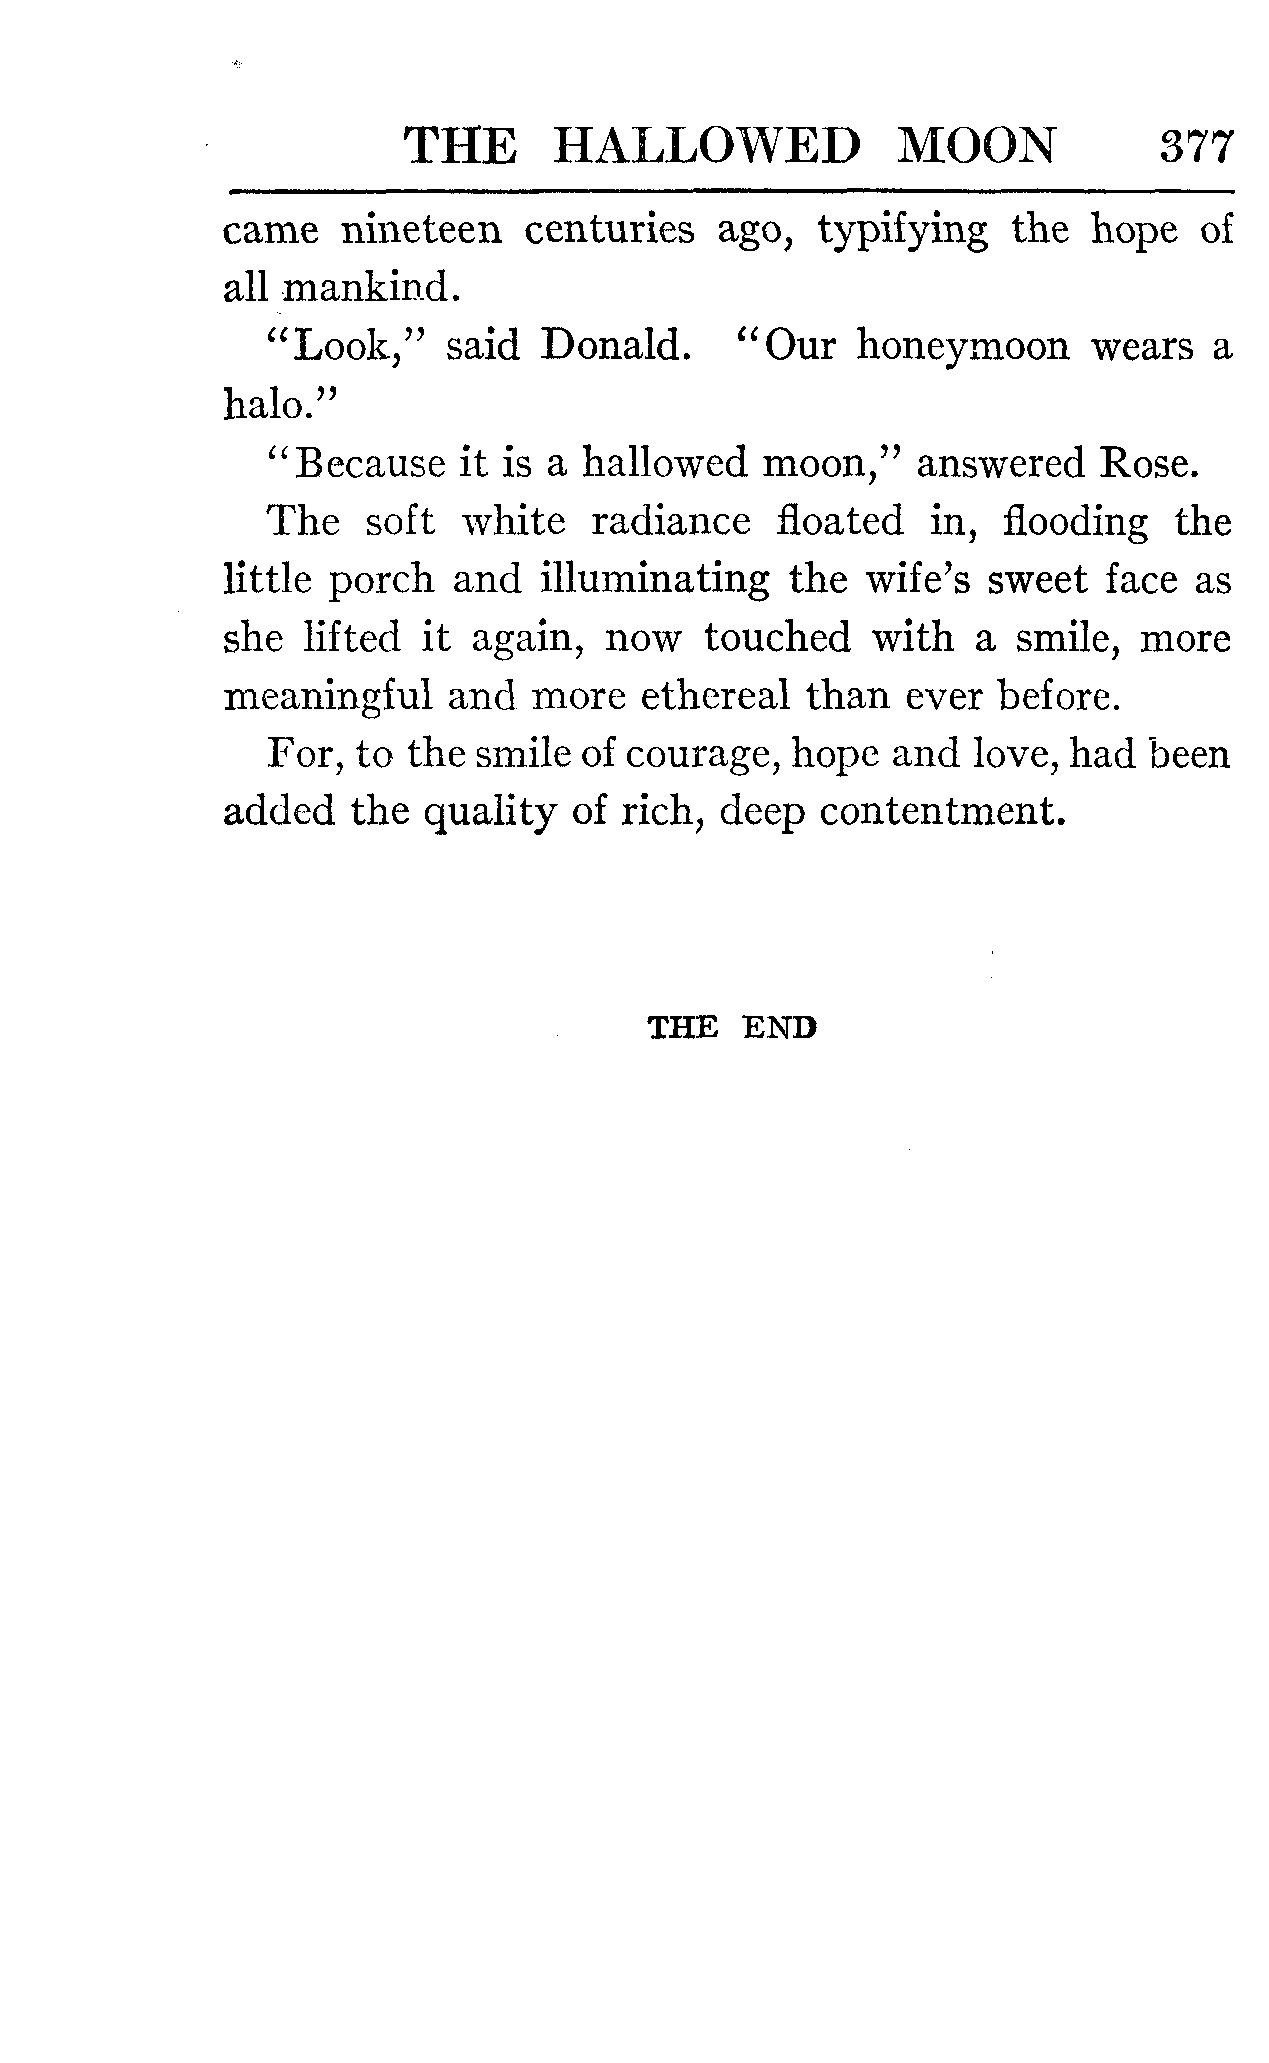 THE HALLOWED MOON 377
came nineteen centuries ago, typifying the hope of
all mankind.
“Look,” said Donald. “Our honeymoon wears a
halo.”
“Because it is a hallowed moon,” answered Rose.
The soft white radiance floated in, flooding the
little porch and illuminating the wife’s sweet face as
she lifted it again, now touched with a smile, more
meaningful and more ethereal than ever before.
For, to the smile of courage, hope and love, had been
added the quality of rich, deep contentment.
THE END